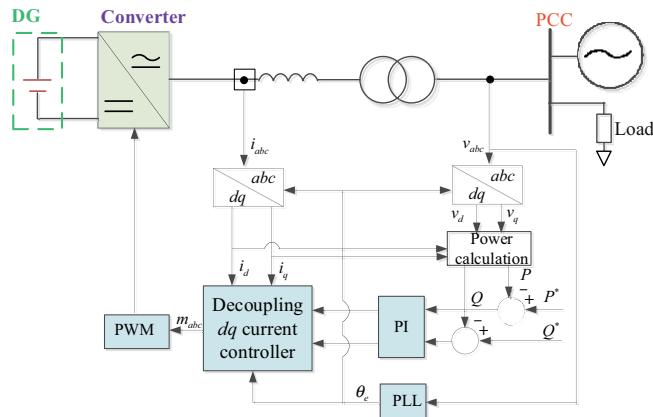 DG
Converter
PCC
Load
i_abc
v_abc
abc
dq
abc
dq
v_d
v_q
Power
calculation
i_d
i_q
Q
P
P*
Q*
−
+
−
+
Decoupling
dq current
controller
m_abc
PWM
PI
θ_e
PLL